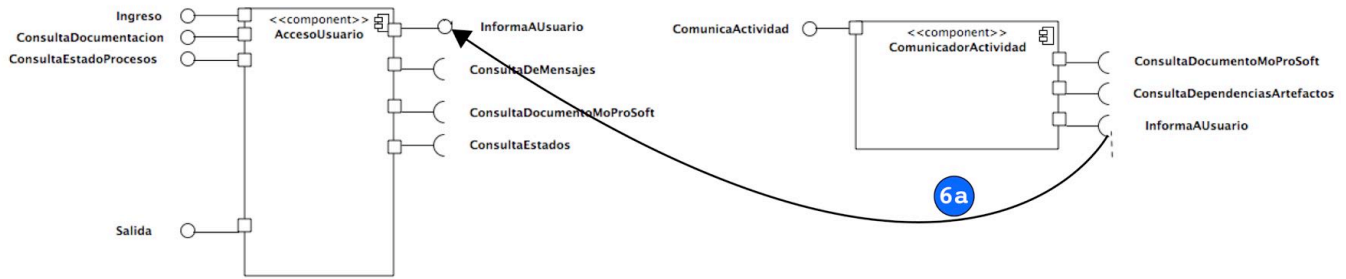 Ingreso
ConsultaDocumentacion
ConsultaEstadoProcesos
Salida
<<component>>
AccesoUsuario
InformaAUsuario
ConsultaDeMensajes
ConsultaDocumentoMoProSoft
ConsultaEstados
ComunicaActividad
<<component>>
ComunicadorActividad
ConsultaDocumentoMoProSoft
ConsultaDependenciasArtefactos
InformaAUsuario
6a